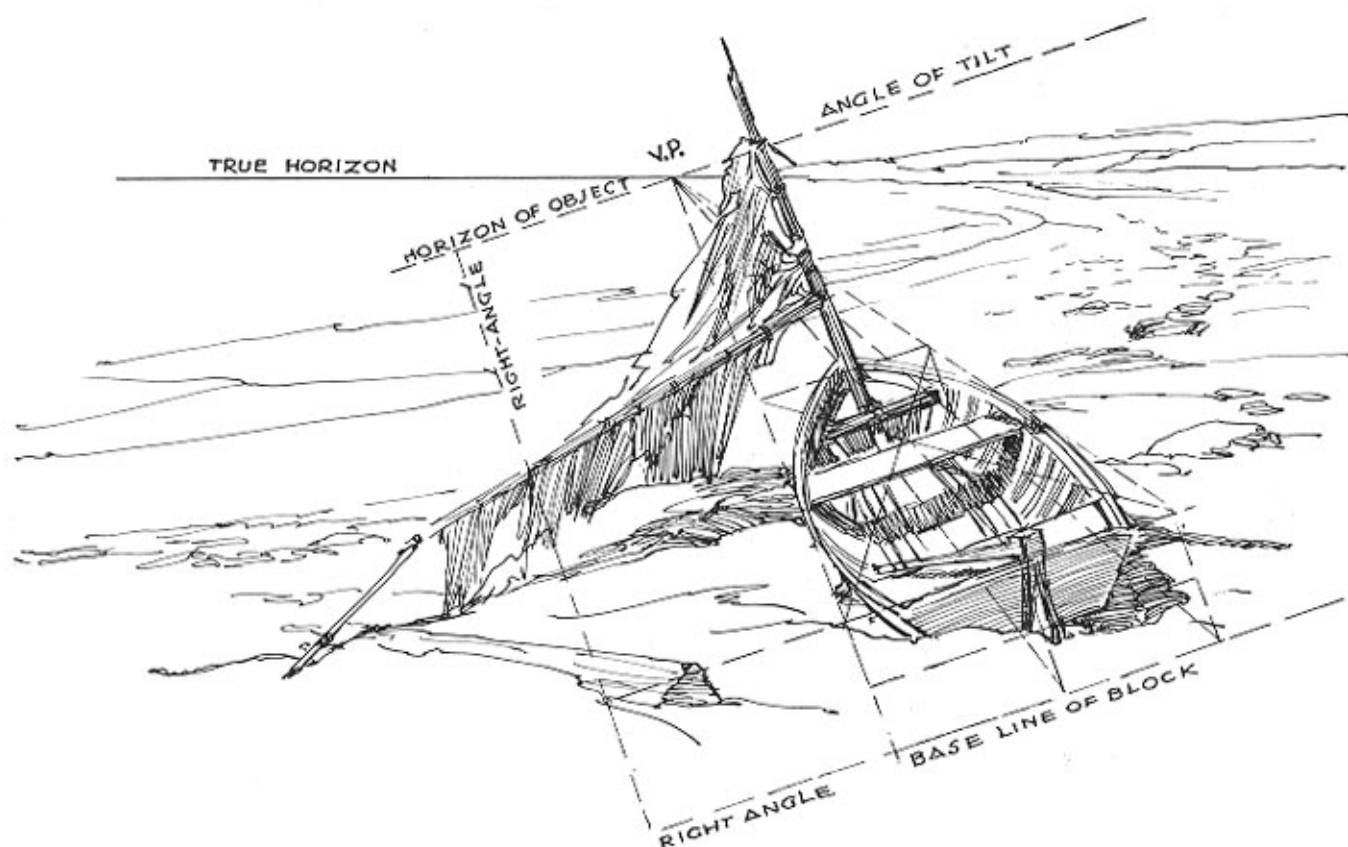 ANGLE OF TILT
V.P.
TRUE HORIZON
HORIZON OF OBJECT
RIGHT-ANGLE
BASE LINE OF BLOCK
RIGHT ANGLE